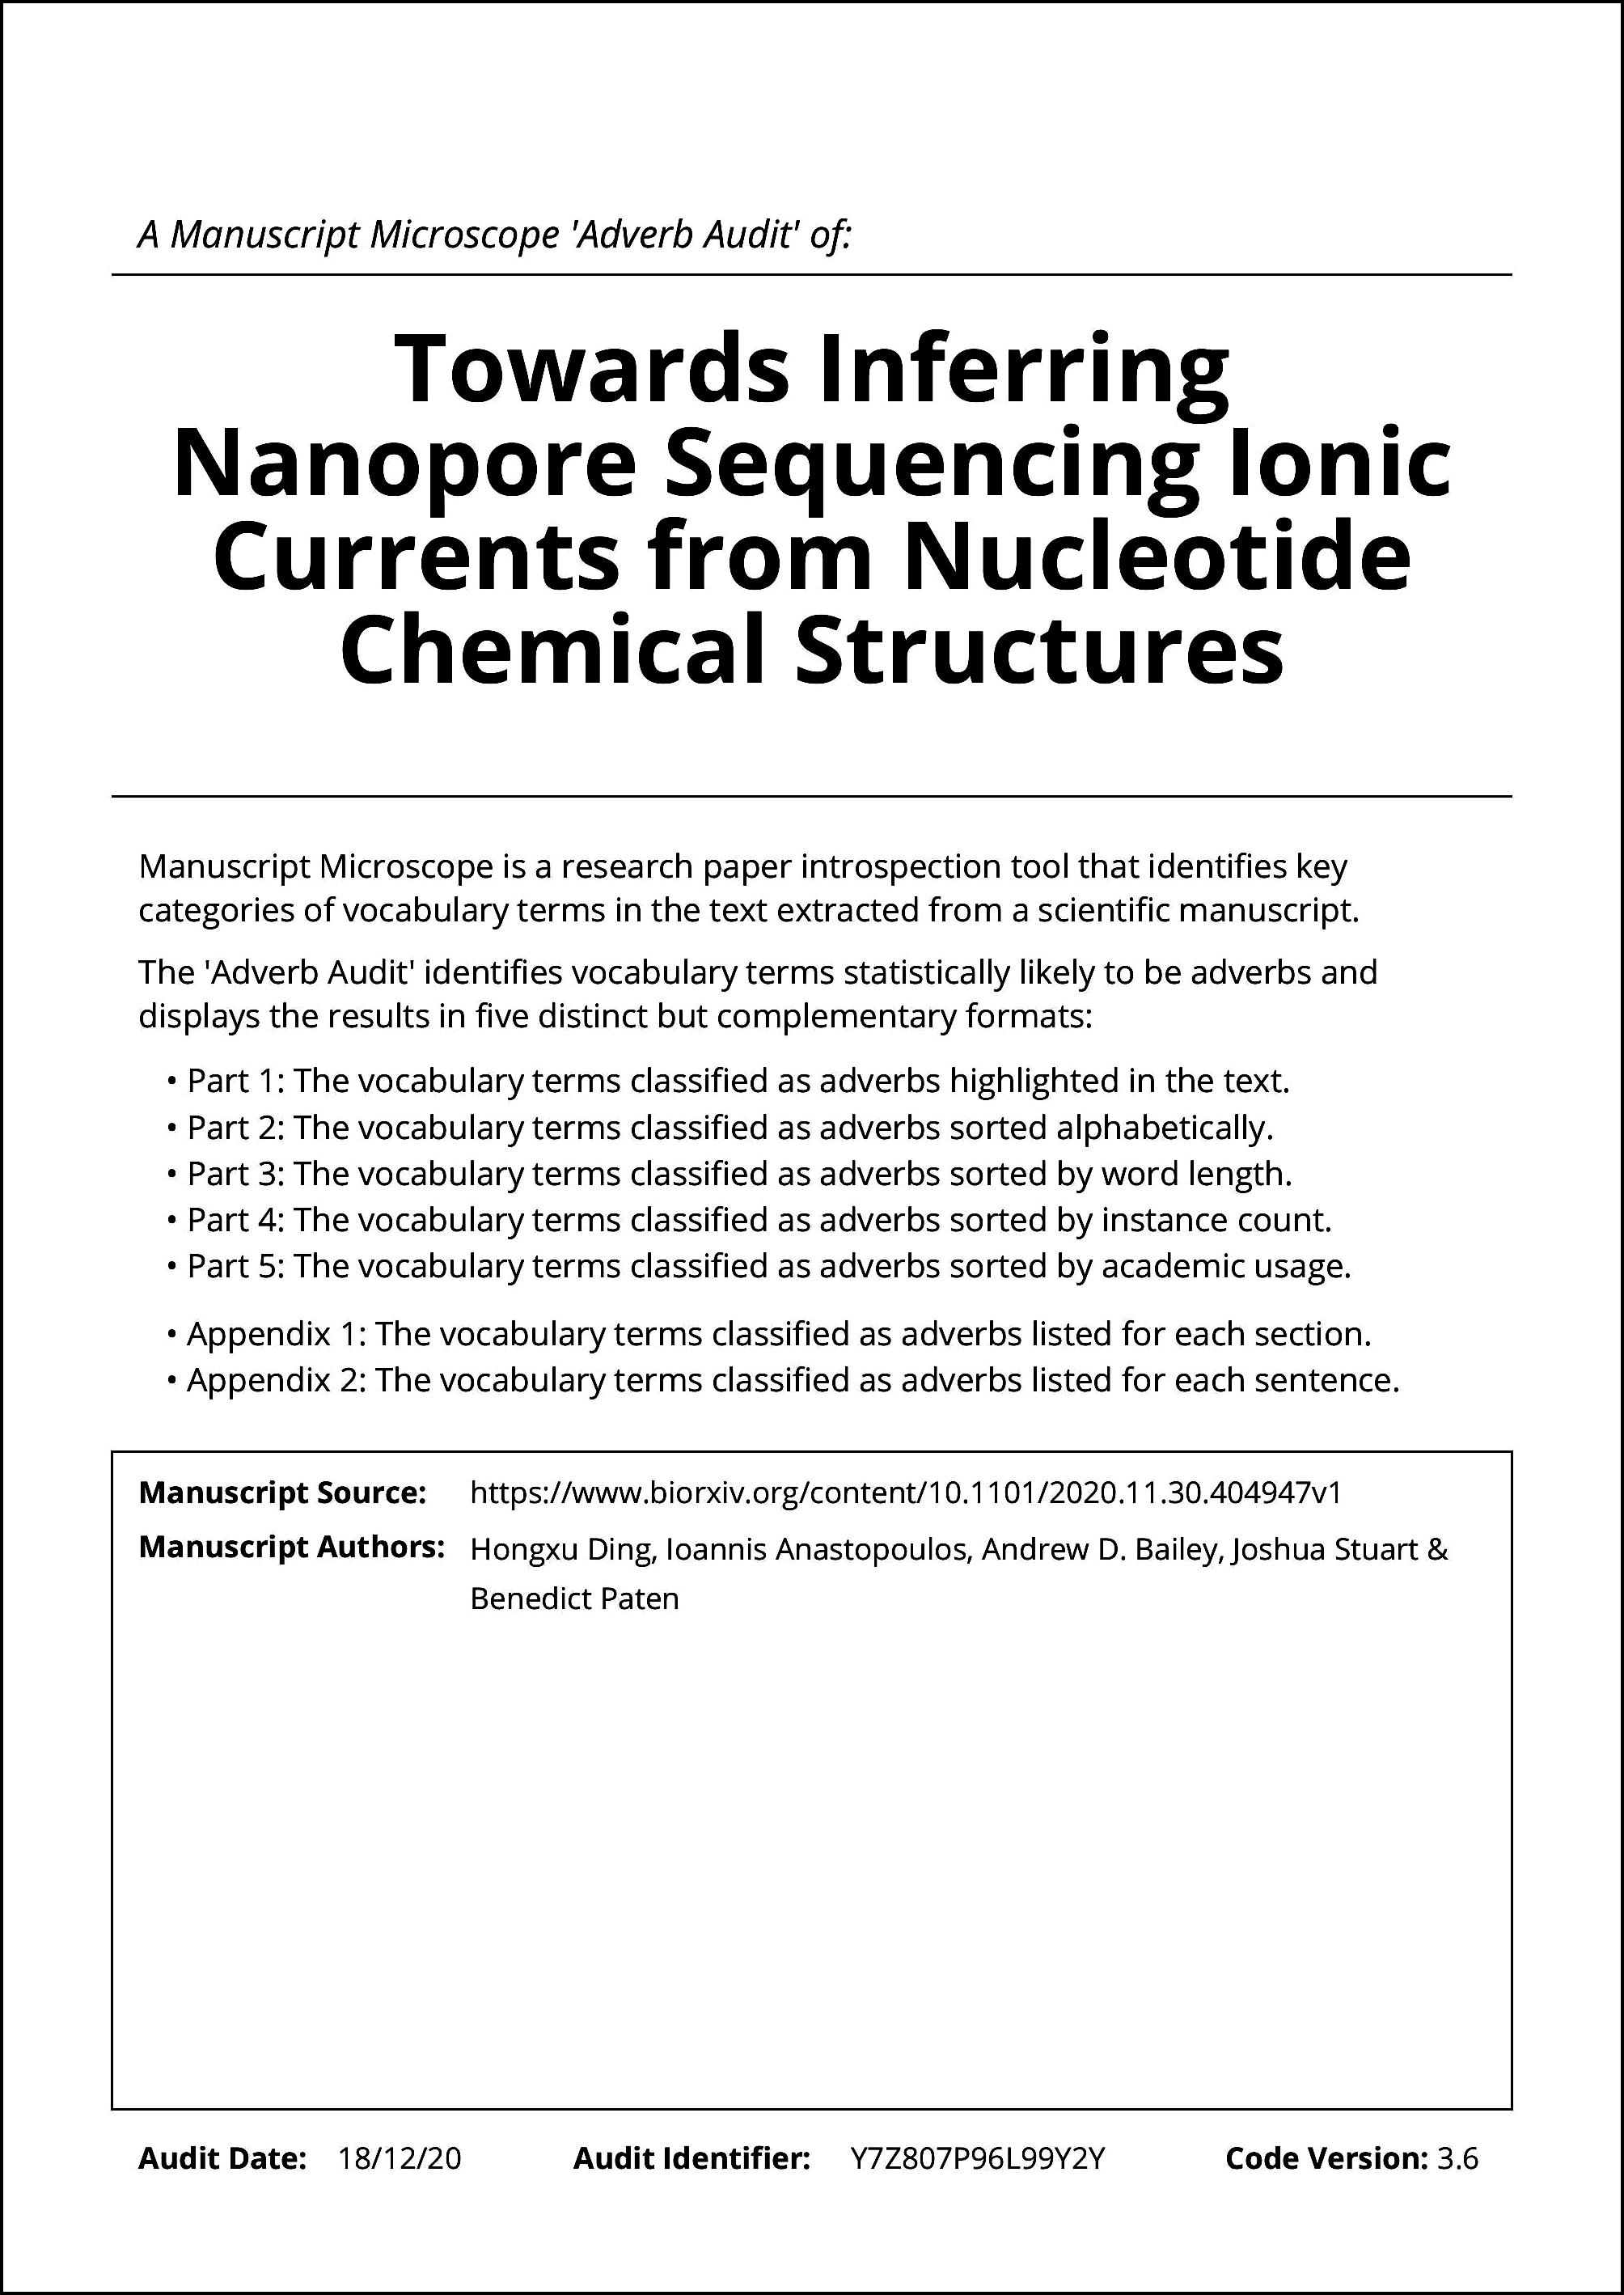 A Manuscript Microscope 'Adverb Audit' of:
Towards Inferring
Nanopore Sequencing Ionic
Currents from Nucleotide
Chemical Structures
Manuscript Microscope is a research paper introspection tool that identifies key
categories of vocabulary terms in the text extracted from a scientific manuscript.
The 'Adverb Audit' identifies vocabulary terms statistically likely to be adverbs and
displays the results in five distinct but complementary formats:
• Part 1: The vocabulary terms classified as adverbs highlighted in the text.
• Part 2: The vocabulary terms classified as adverbs sorted alphabetically.
• Part 3: The vocabulary terms classified as adverbs sorted by word length.
• Part 4: The vocabulary terms classified as adverbs sorted by instance count.
• Part 5: The vocabulary terms classified as adverbs sorted by academic usage.
• Appendix 1: The vocabulary terms classified as adverbs listed for each section.
• Appendix 2: The vocabulary terms classified as adverbs listed for each sentence.
Manuscript Source: https://www.biorxiv.org/content/10.1101/2020.11.30.404947v1
Manuscript Authors: Hongxu Ding, Ioannis Anastopoulos, Andrew D. Bailey, Joshua Stuart &
Benedict Paten
Audit Date: 18/12/20 Audit Identifier: Y7Z807P96L99Y2Y Code Version: 3.6